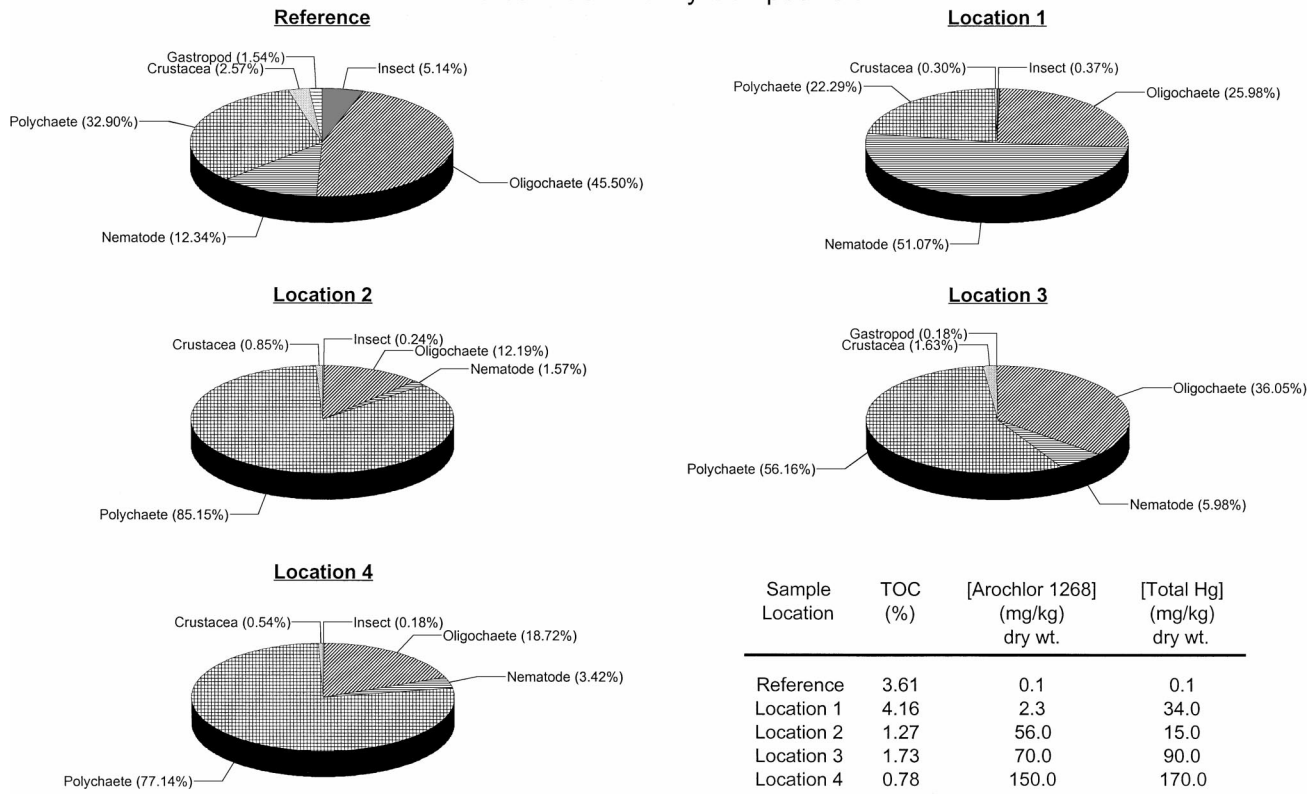 Reference
Gastropod (1.54%)
Crustacea (2.57%)
Insect (5.14%)
Polychaete (32.90%)
Oligochaete (45.50%)
Nematode (12.34%)
Location 1
Crustacea (0.30%)
Insect (0.37%)
Polychaete (22.29%)
Oligochaete (25.98%)
Nematode (51.07%)
Location 2
Crustacea (0.85%)
Insect (0.24%)
Oligochaete (12.19%)
Nematode (1.57%)
Polychaete (85.15%)
Location 3
Gastropod (0.18%)
Crustacea (1.63%)
Oligochaete (36.05%)
Polychaete (56.16%)
Nematode (5.98%)
Location 4
Crustacea (0.54%)
Insect (0.18%)
Oligochaete (18.72%)
Nematode (3.42%)
Polychaete (77.14%)
Sample TOC [Arochlor 1268] [Total Hg]
Location (%) (mg/kg) (mg/kg)
dry wt. dry wt.
Reference 3.61 0.1 0.1
Location 1 4.16 2.3 34.0
Location 2 1.27 56.0 15.0
Location 3 1.73 70.0 90.0
Location 4 0.78 150.0 170.0